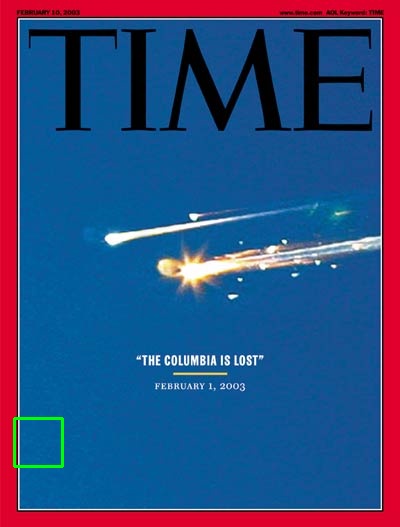 FEBRUARY 10, 2003 www.time.com AOL Keyword: TIME
TIME
“THE COLUMBIA IS LOST”
FEBRUARY 1, 2003